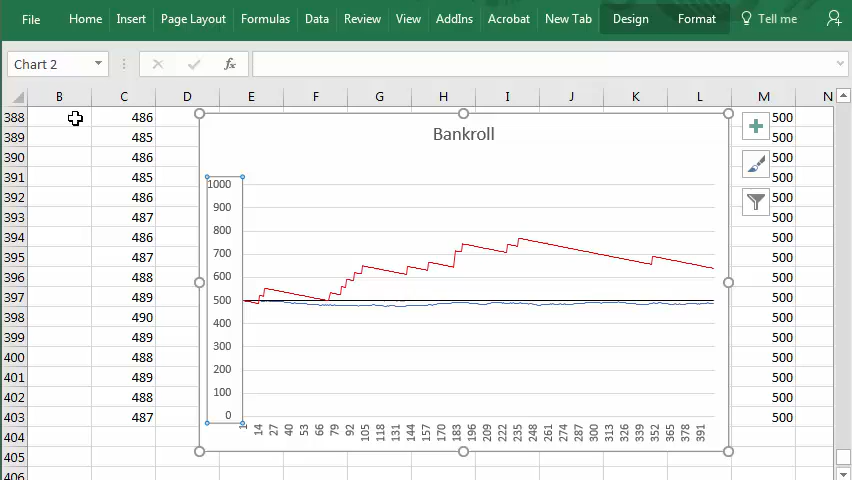 File Home Insert Page Layout Formulas Data Review View AddIns Acrobat New Tab Design Format Tell me
Chart 2 fx
B C D E F G H I J K L M N
388 486 500
389 485 500
390 486 500
391 485 500
392 486 500
393 487 500
394 486 500
395 487 500
396 488 500
397 489 500
398 490 500
399 489 500
400 488 500
401 489 500
402 488 500
403 487 500
404
405
406
Bankroll
1000
900
800
700
600
500
400
300
200
100
0
1 14 27 40 53 66 79 92 105 118 131 144 157 170 183 196 209 222 235 248 261 274 287 300 313 326 339 352 365 378 391